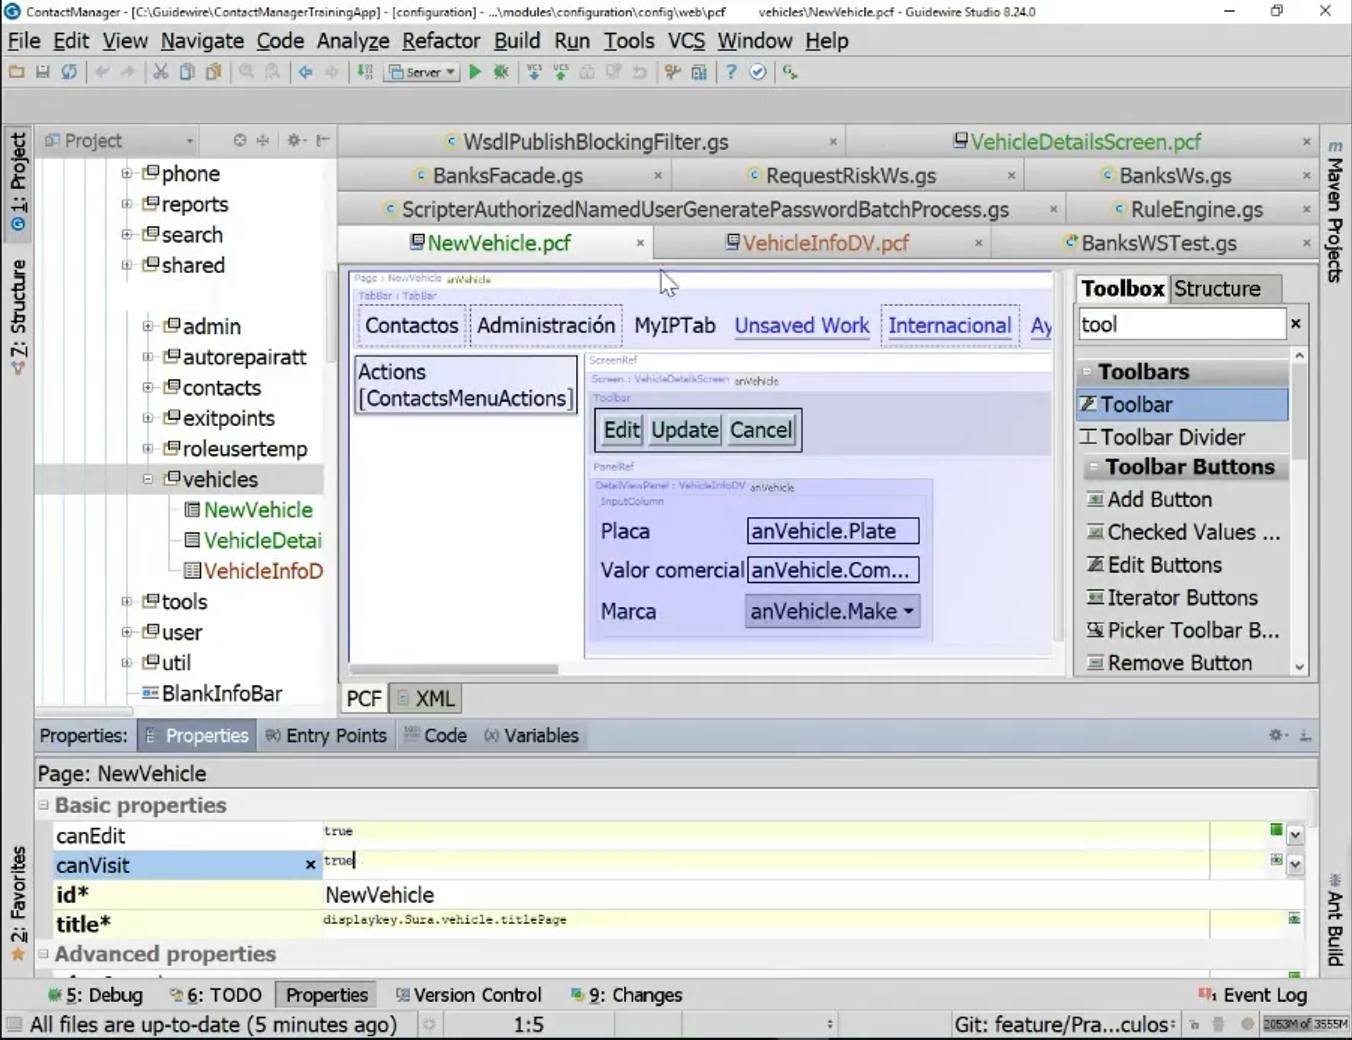 ContactManager - [C:\Guidewire\ContactManagerTrainingApp] - [configuration] - ...\modules\configuration\config\web\pcf vehicles\NewVehicle.pcf - Guidewire Studio 8.24.0
File Edit View Navigate Code Analyze Refactor Build Run Tools VCS Window Help
Server
1: Project
Z: Structure
2: Favorites
Project
phone
reports
search
shared
admin
autorepairatt
contacts
exitpoints
roleusertemp
vehicles
NewVehicle
VehicleDetai
VehicleInfoD
tools
user
util
BlankInfoBar
WsdlPublishBlockingFilter.gs VehicleDetailsScreen.pcf
BanksFacade.gs RequestRiskWs.gs BanksWs.gs
ScripterAuthorizedNamedUserGeneratePasswordBatchProcess.gs RuleEngine.gs
NewVehicle.pcf VehicleInfoDV.pcf BanksWSTest.gs
Page : NewVehicle anVehicle
TabBar : TabBar
Contactos Administración MyIPTab Unsaved Work Internacional Ay
Actions
[ContactsMenuActions]
ScreenRef
Screen : VehicleDetailsScreen anVehicle
Toolbar
Edit Update Cancel
PanelRef
DetailViewPanel : VehicleInfoDV anVehicle
InputColumn
Placa anVehicle.Plate
Valor comercial anVehicle.Com...
Marca anVehicle.Make
PCF XML
Toolbox Structure
tool
Toolbars
Toolbar
Toolbar Divider
Toolbar Buttons
Add Button
Checked Values ...
Edit Buttons
Iterator Buttons
Picker Toolbar B...
Remove Button
Maven Projects
Ant Build
Properties: Properties Entry Points Code Variables
Page: NewVehicle
Basic properties
canEdit true
canVisit true
id* NewVehicle
title* displaykey.Sura.vehicle.titlePage
Advanced properties
5: Debug 6: TODO Properties Version Control 9: Changes Event Log
All files are up-to-date (5 minutes ago) 1:5 Git: feature/Pra...culos 2053M of 3555M